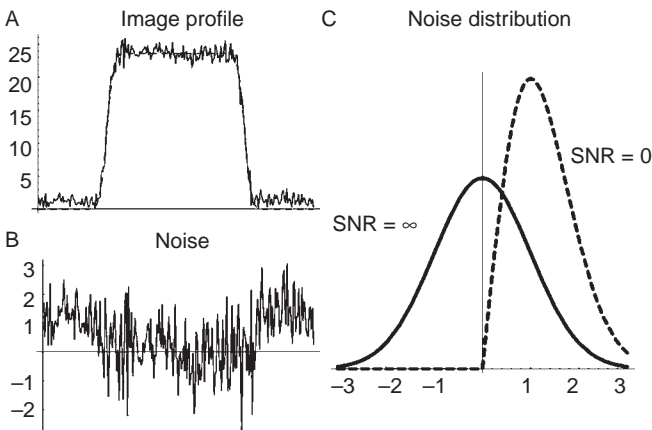 A Image profile
25
20
15
10
5
B Noise
3
2
1
−1
−2
C Noise distribution
SNR = 0
SNR = ∞
−3 −2 −1 1 2 3